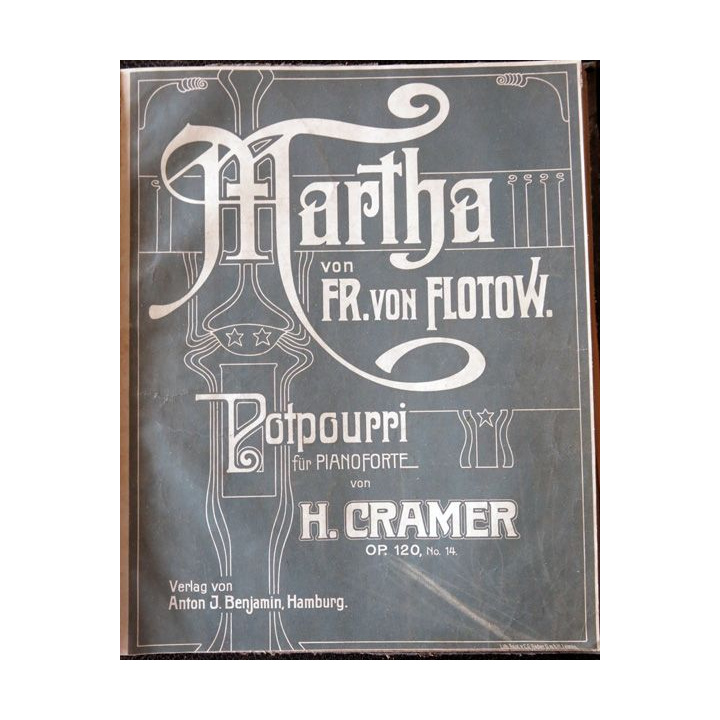 Martha
von
FR. VON FLOTOW.
Potpourri
für PIANOFORTE
von
H. CRAMER
OP. 120, No. 14.
Verlag von
Anton J. Benjamin, Hamburg.